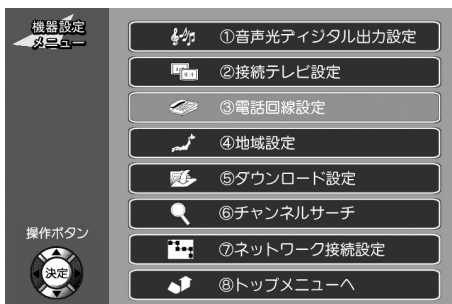 機器設定
メニュー
①音声光ディジタル出力設定
②接続テレビ設定
③電話回線設定
④地域設定
⑤ダウンロード設定
⑥チャンネルサーチ
⑦ネットワーク接続設定
⑧トップメニューへ
操作ボタン
決定